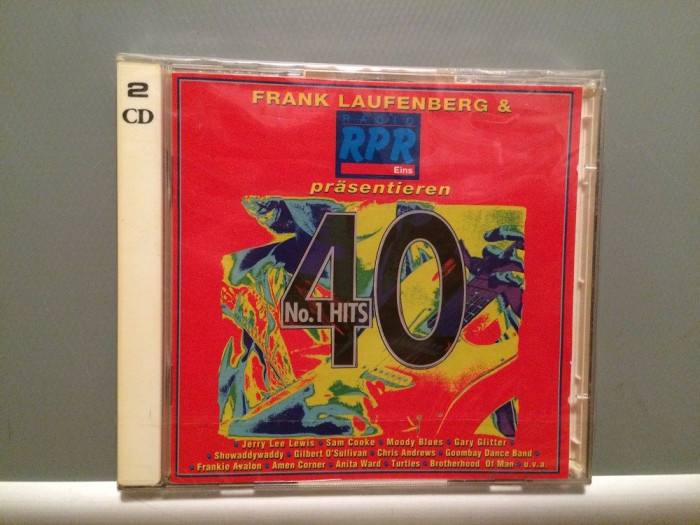 2
CD
FRANK LAUFENBERG &
RADIO
RPR
Eins
präsentieren
40
No.1 HITS
Jerry Lee Lewis • Sam Cooke • Moody Blues • Gary Glitter
Showaddywaddy • Gilbert O'Sullivan • Chris Andrews • Goombay Dance Band
Frankie Avalon • Amen Corner • Anita Ward • Turtles • Brotherhood Of Man • u.v.a.